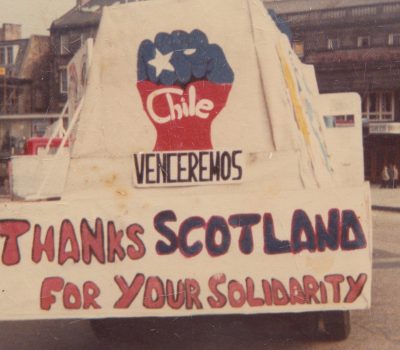 Chile
VENCEREMOS
THANKS SCOTLAND
FOR YOUR SOLIDARITY